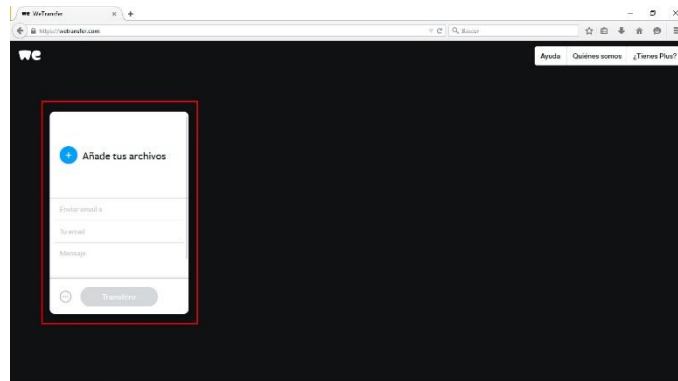 WeTransfer
https://wetransfer.com
Buscar
we
Ayuda Quiénes somos ¿Tienes Plus?
Añade tus archivos
Enviar email a
Tu email
Mensaje
Transfiere